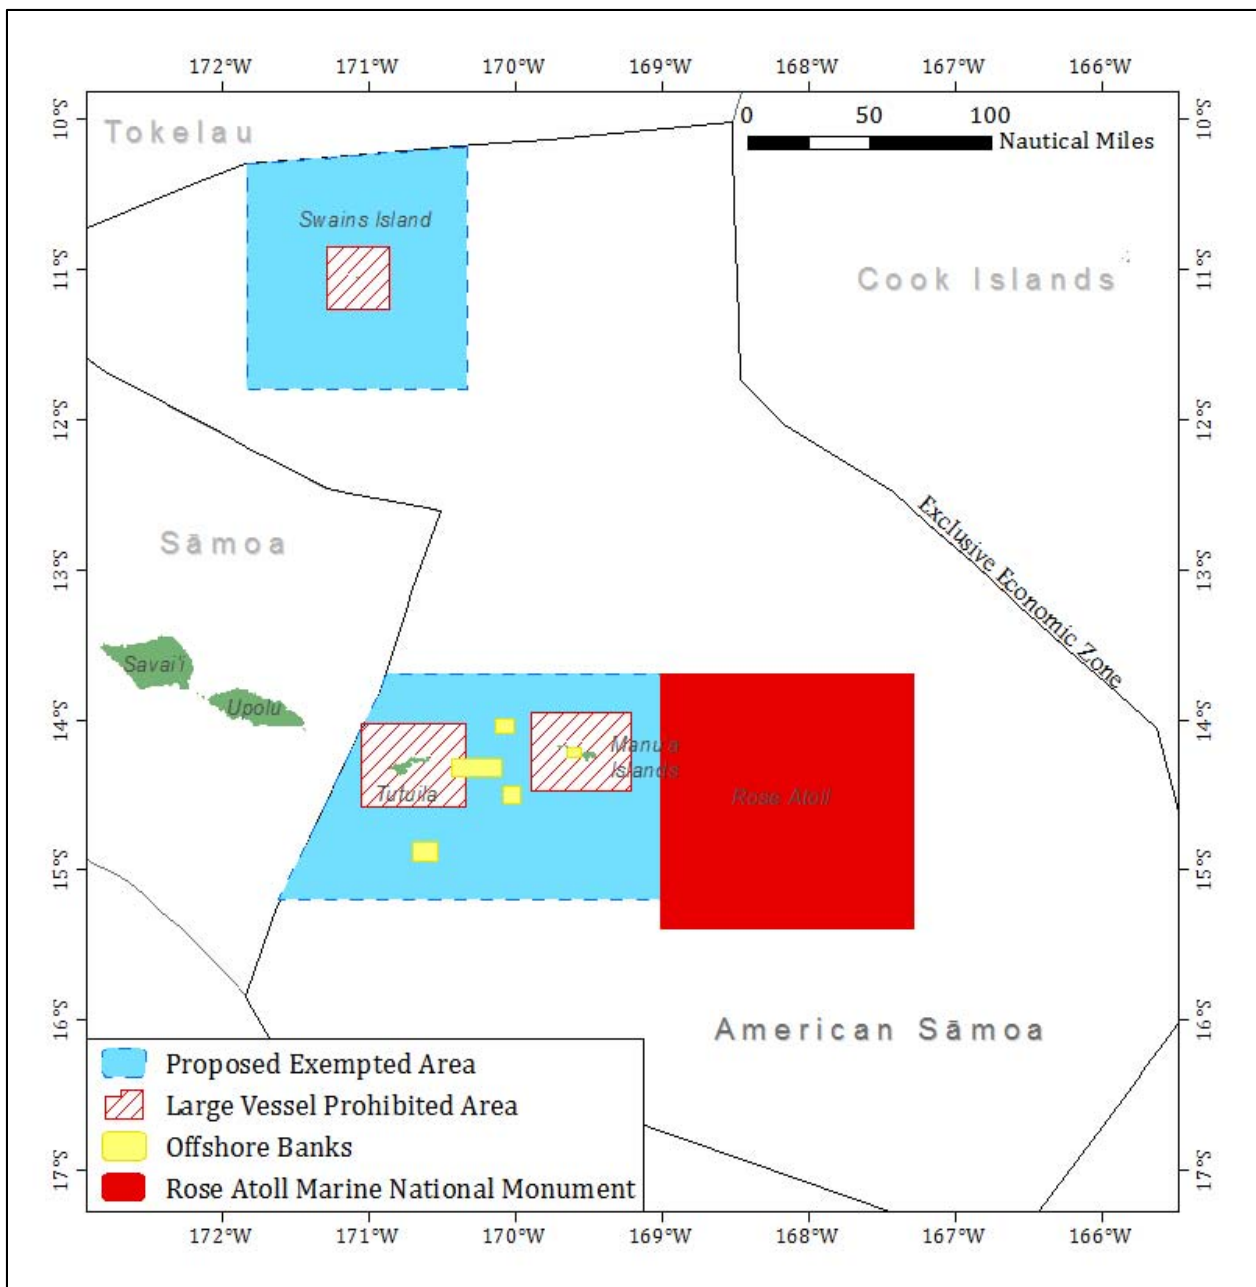 172°W 171°W 170°W 169°W 168°W 167°W 166°W
10°S
10°S
Tokelau
0 50 100
Nautical Miles
Swains Island
11°S
11°S
Cook Islands
12°S
12°S
Exclusive Economic Zone
Sāmoa
13°S
13°S
Savai'i
Upolu
14°S
14°S
Manu'a
Islands
Tutuila
Rose Atoll
15°S
15°S
16°S
16°S
American Sāmoa
Proposed Exempted Area
Large Vessel Prohibited Area
Offshore Banks
Rose Atoll Marine National Monument
17°S
17°S
172°W 171°W 170°W 169°W 168°W 167°W 166°W